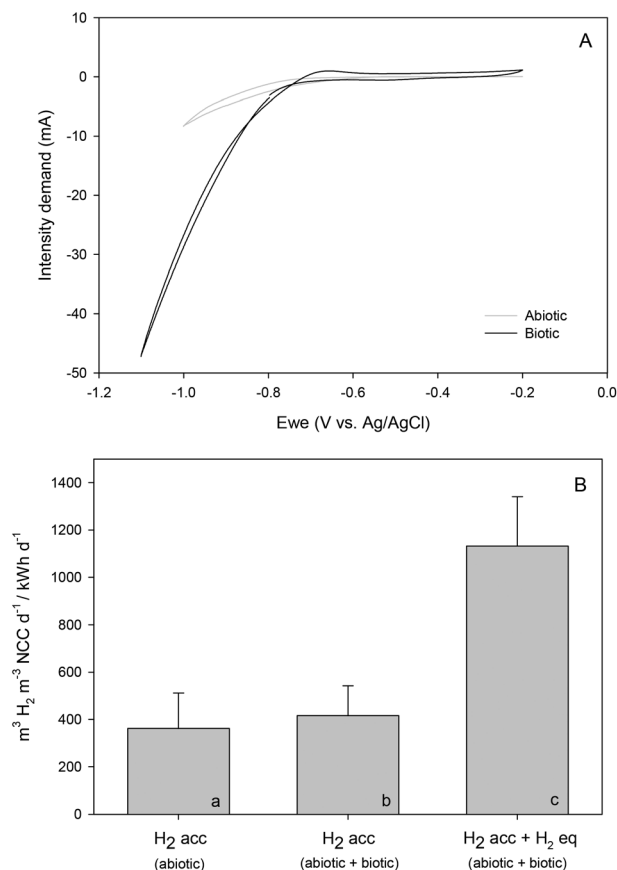 10
A
0
-10
-20
-30
-40
-50
Intensity demand (mA)
Abiotic
Biotic
-1.2 -1.0 -0.8 -0.6 -0.4 -0.2 0.0
Ewe (V vs. Ag/AgCl)
B
1400
1200
1000
800
600
400
200
0
m³ H₂ m⁻³ NCC d⁻¹ / kWh d⁻¹
a b c
H₂ acc H₂ acc H₂ acc + H₂ eq
(abiotic) (abiotic + biotic) (abiotic + biotic)